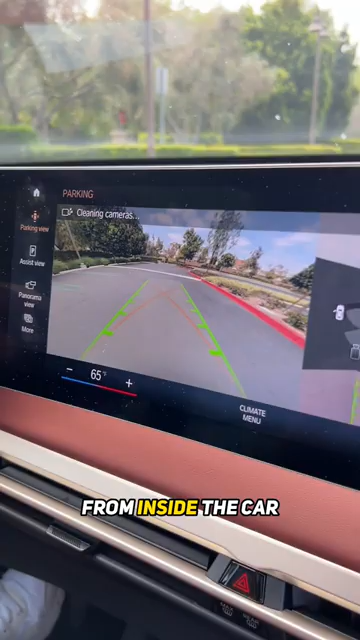 PARKING
Cleaning cameras...
Parking view
Assist view
Panorama
view
More
− 65°F +
CLIMATE
MENU
FROM INSIDE THE CAR